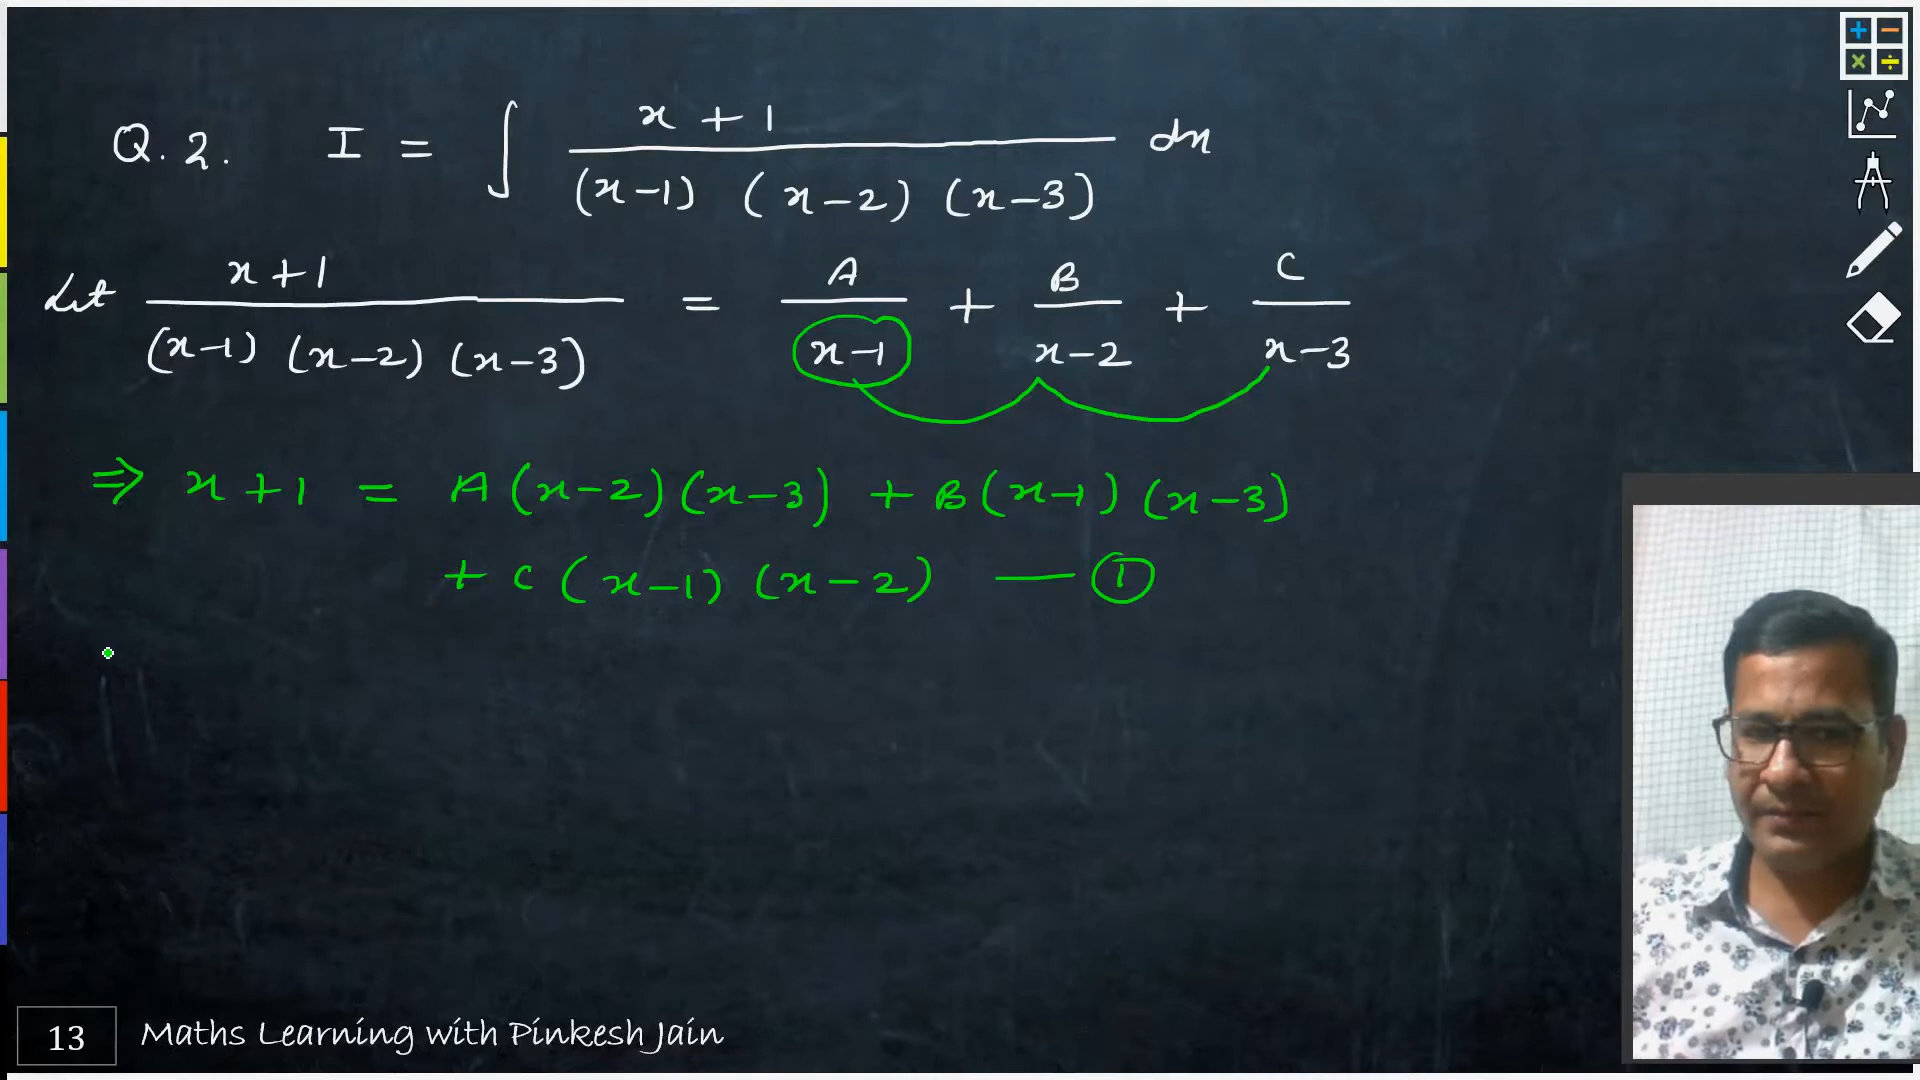 Q.2. I = ∫ x+1 / (x-1) (x-2) (x-3) dx
Let x+1 / (x-1) (x-2) (x-3) = A / x-1 + B / x-2 + C / x-3
⇒ x+1 = A(x-2)(x-3) + B(x-1)(x-3)
+ C(x-1)(x-2) — ①
13 Maths Learning with Pinkesh Jain